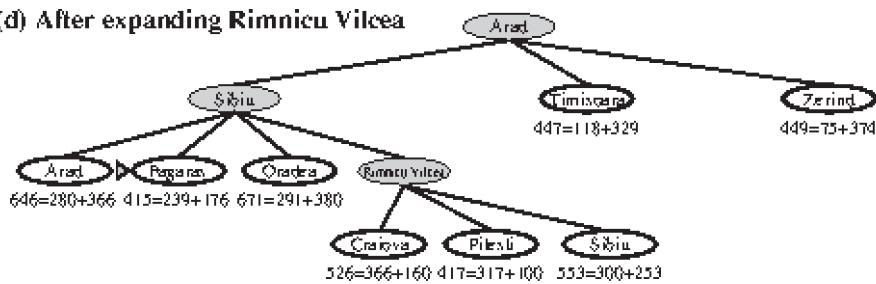 (d) After expanding Rimnicu Vilcea
Arad
Sibiu
Timisoara
Zerind
447=118+329
449=75+374
Arad
Fagaras
Oradea
Rimnicu Vilcea
646=280+366
415=239+176
671=291+380
Craiova
Pitesti
Sibiu
526=366+160
417=317+100
553=300+253